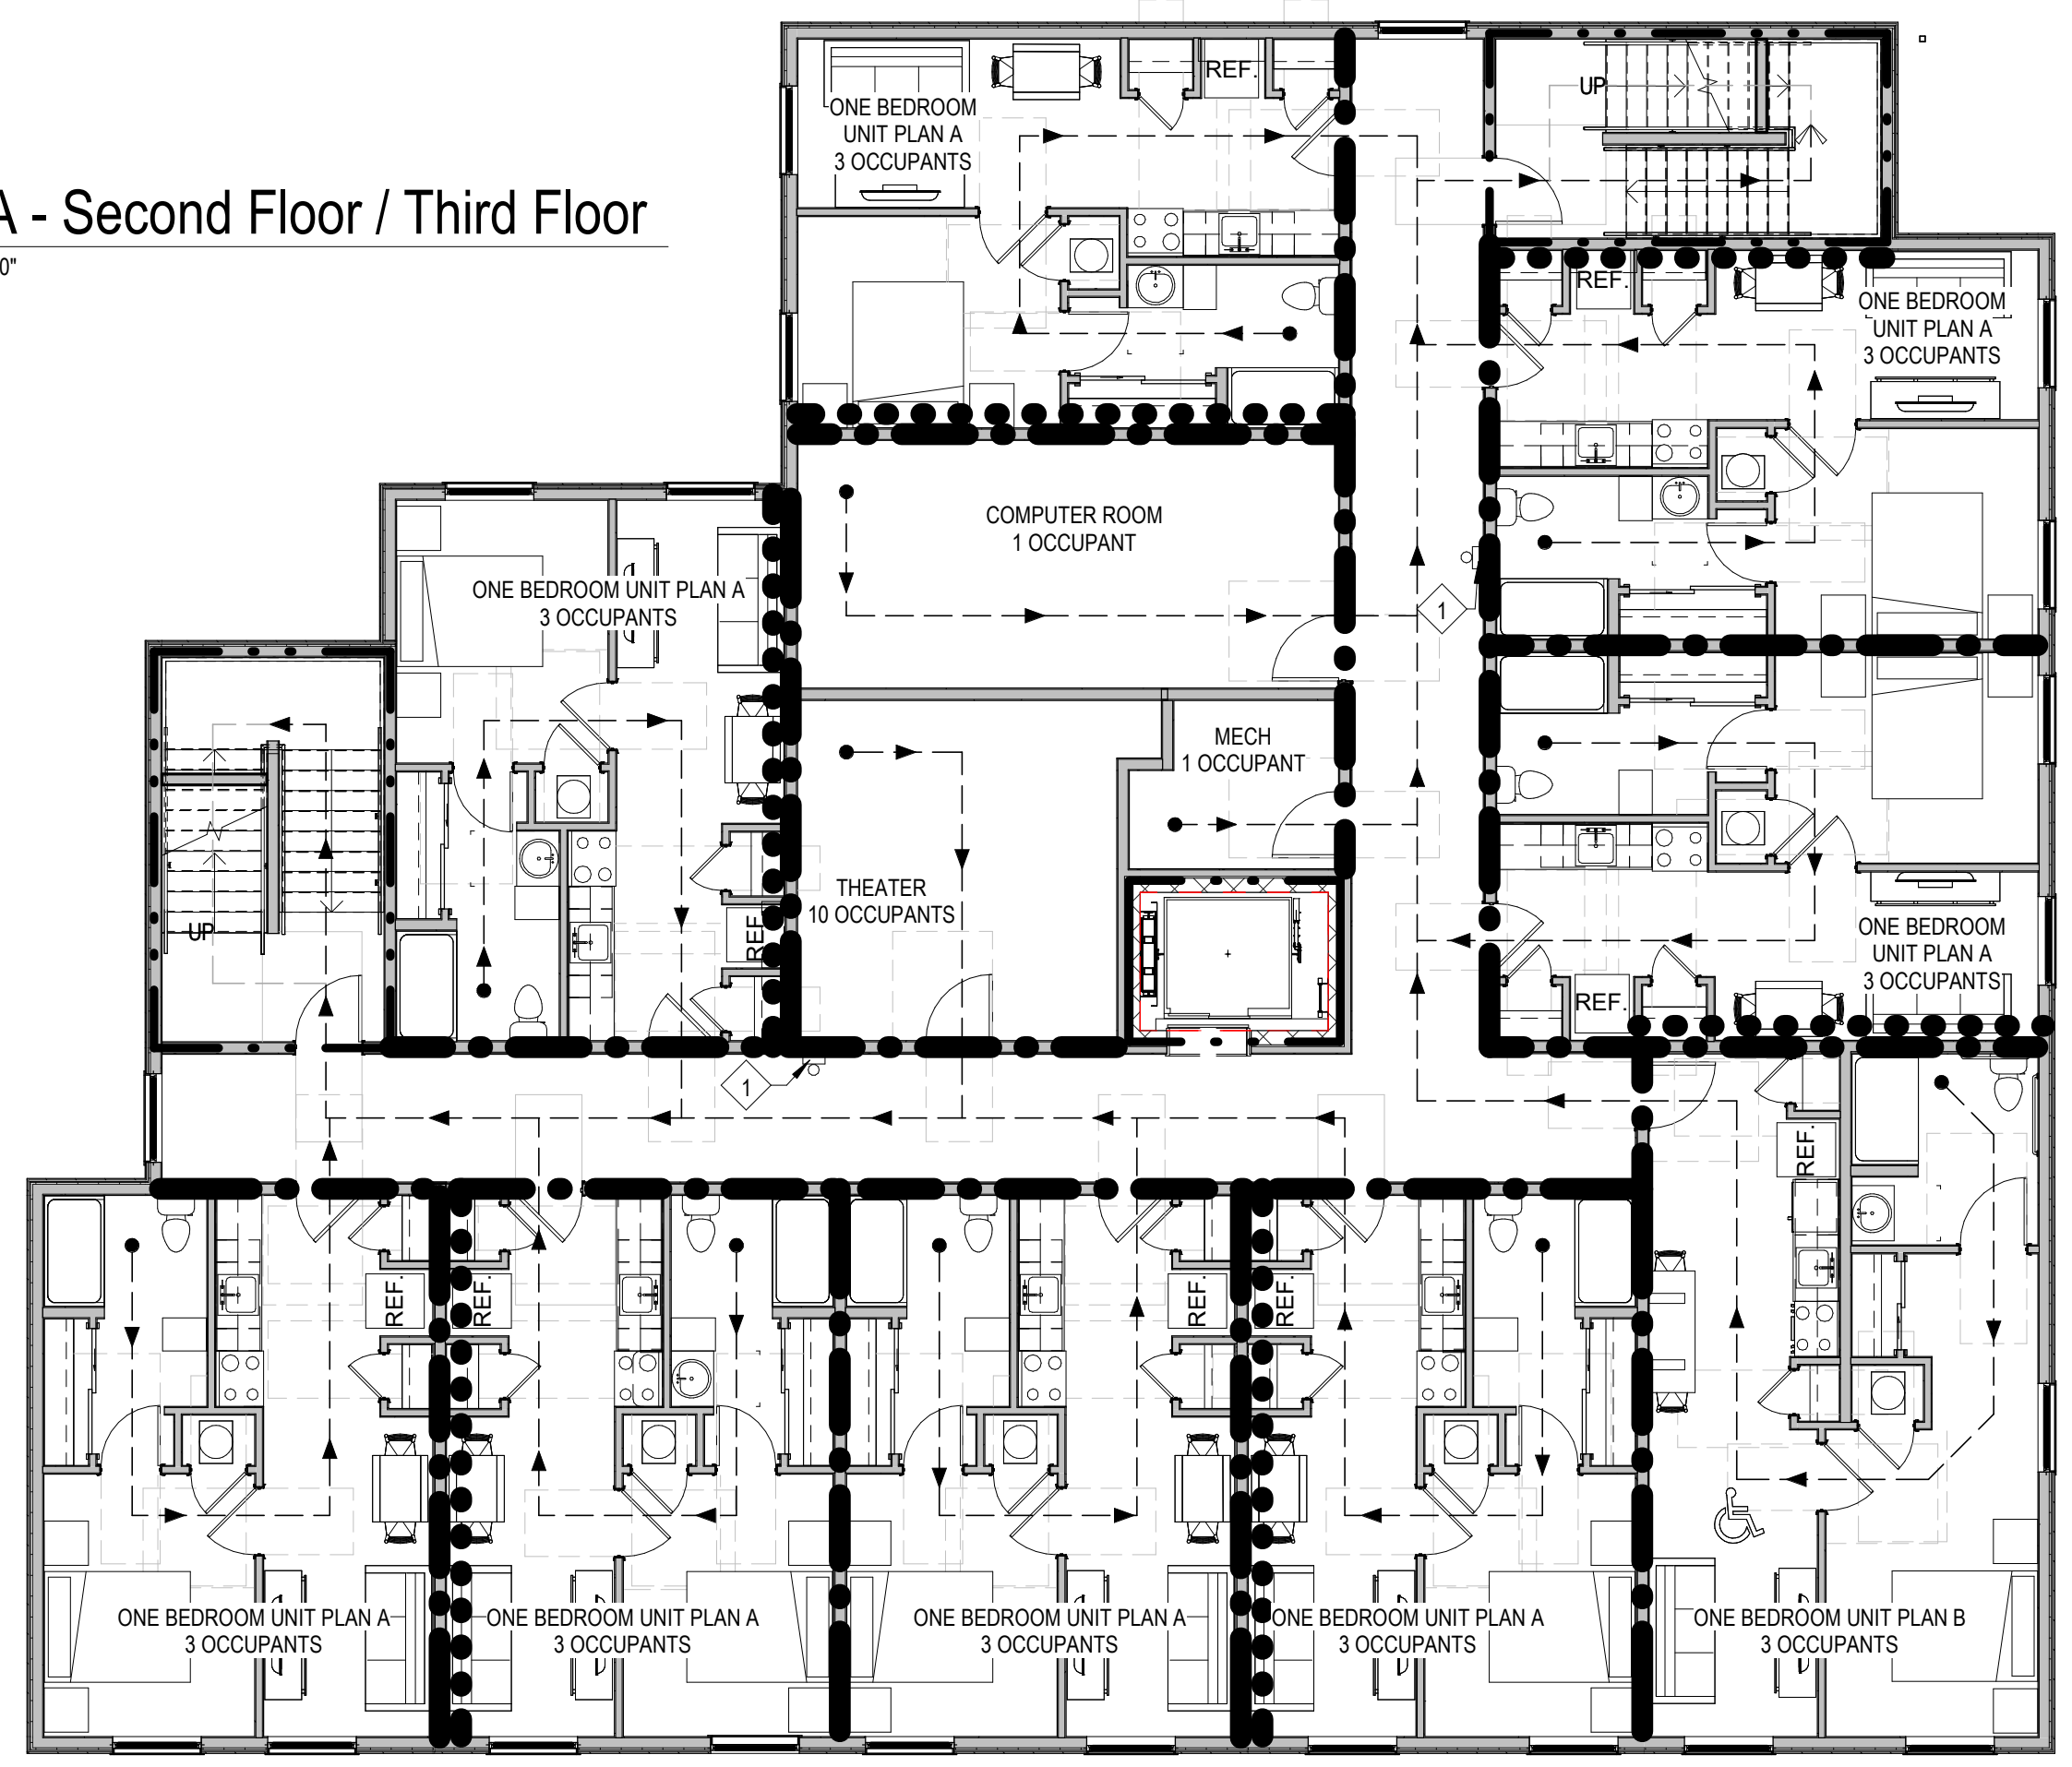 A - Second Floor / Third Floor
0"
ONE BEDROOM
UNIT PLAN A
3 OCCUPANTS
REF.
UP
REF.
ONE BEDROOM
UNIT PLAN A
3 OCCUPANTS
COMPUTER ROOM
1 OCCUPANT
ONE BEDROOM UNIT PLAN A
3 OCCUPANTS
1
MECH
1 OCCUPANT
THEATER
10 OCCUPANTS
UP
REF.
ONE BEDROOM
UNIT PLAN A
3 OCCUPANTS
REF.
1
REF.
REF.
REF.
REF.
REF.
ONE BEDROOM UNIT PLAN A
3 OCCUPANTS
ONE BEDROOM UNIT PLAN A
3 OCCUPANTS
ONE BEDROOM UNIT PLAN A
3 OCCUPANTS
ONE BEDROOM UNIT PLAN A
3 OCCUPANTS
ONE BEDROOM UNIT PLAN B
3 OCCUPANTS